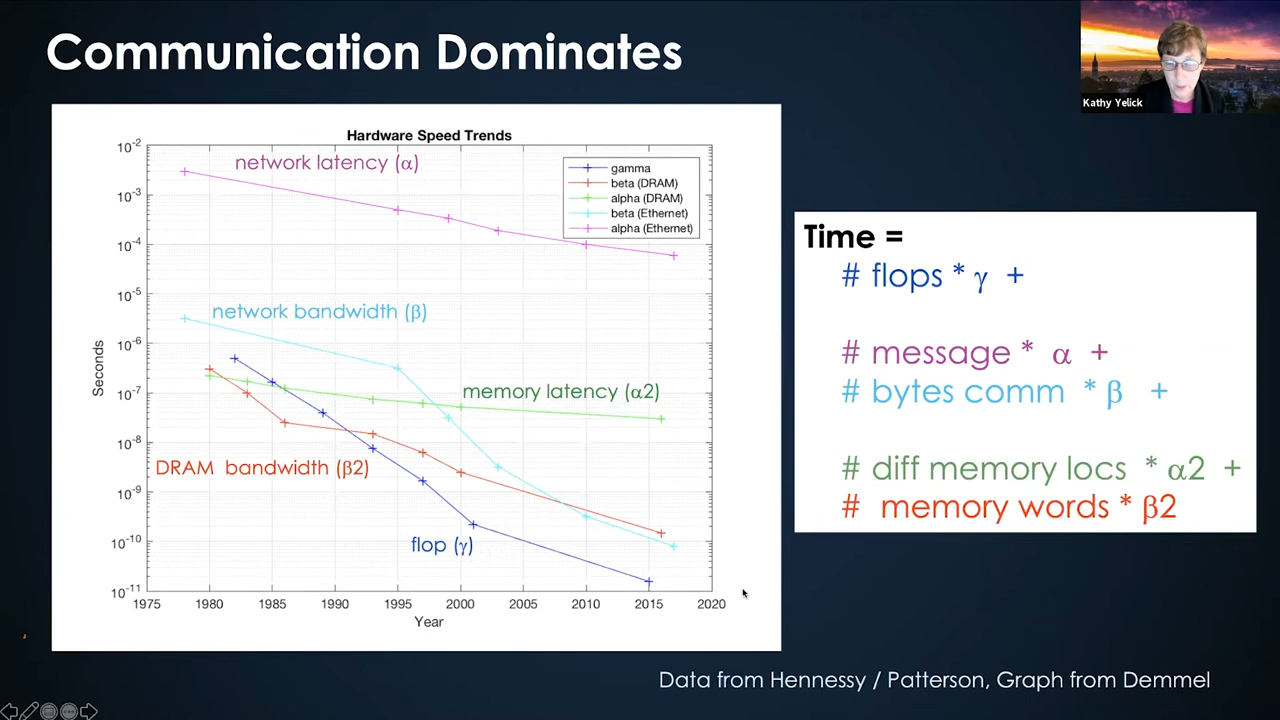 Communication Dominates
Kathy Yelick
Hardware Speed Trends
network latency (α)
gamma
beta (DRAM)
alpha (DRAM)
beta (Ethernet)
alpha (Ethernet)
network bandwidth (β)
memory latency (α2)
DRAM bandwidth (β2)
flop (γ)
Seconds
10-2
10-3
10-4
10-5
10-6
10-7
10-8
10-9
10-10
10-11
1975 1980 1985 1990 1995 2000 2005 2010 2015 2020
Year
Time =
# flops * γ +
# message * α +
# bytes comm * β +
# diff memory locs * α2 +
# memory words * β2
Data from Hennessy / Patterson, Graph from Demmel